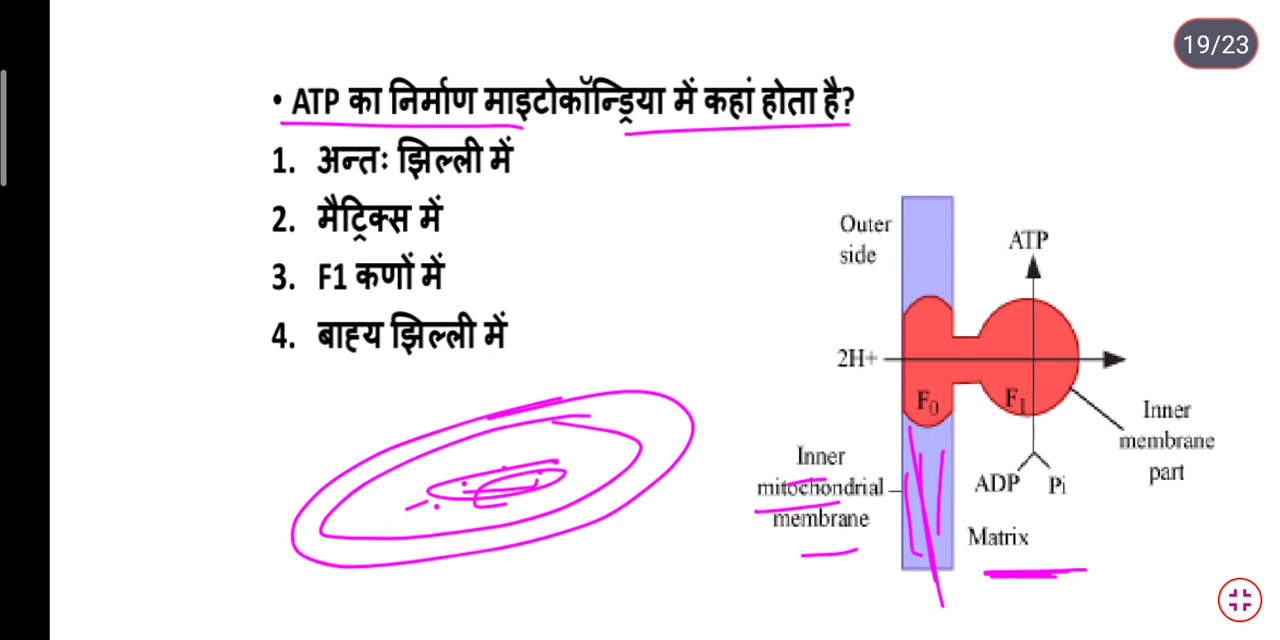 19/23
• ATP का निर्माण माइटोकॉन्ड्रिया में कहां होता है?
1. अन्तः झिल्ली में
2. मैट्रिक्स में
3. F1 कणों में
4. बाह्य झिल्ली में
Outer
side
ATP
2H+
F0
F1
Inner
membrane
part
Inner
mitochondrial
membrane
ADP Pi
Matrix